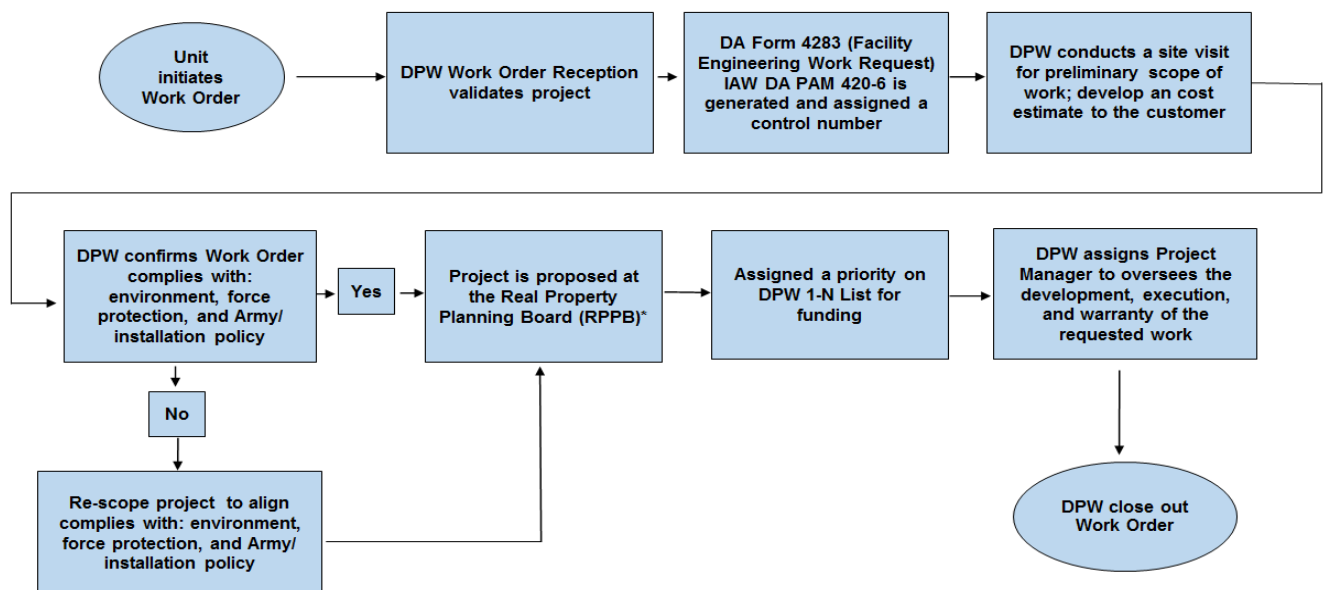 Unit
initiates
Work Order
DPW Work Order Reception
validates project
DA Form 4283 (Facility
Engineering Work Request)
IAW DA PAM 420-6 is
generated and assigned a
control number
DPW conducts a site visit
for preliminary scope of
work; develop an cost
estimate to the customer
DPW confirms Work Order
complies with:
environment, force
protection, and Army/
installation policy
Yes
No
Re-scope project to align
complies with: environment,
force protection, and Army/
installation policy
Project is proposed at
the Real Property
Planning Board (RPPB)*
Assigned a priority on
DPW 1-N List for
funding
DPW assigns Project
Manager to oversees the
development, execution,
and warranty of the
requested work
DPW close out
Work Order